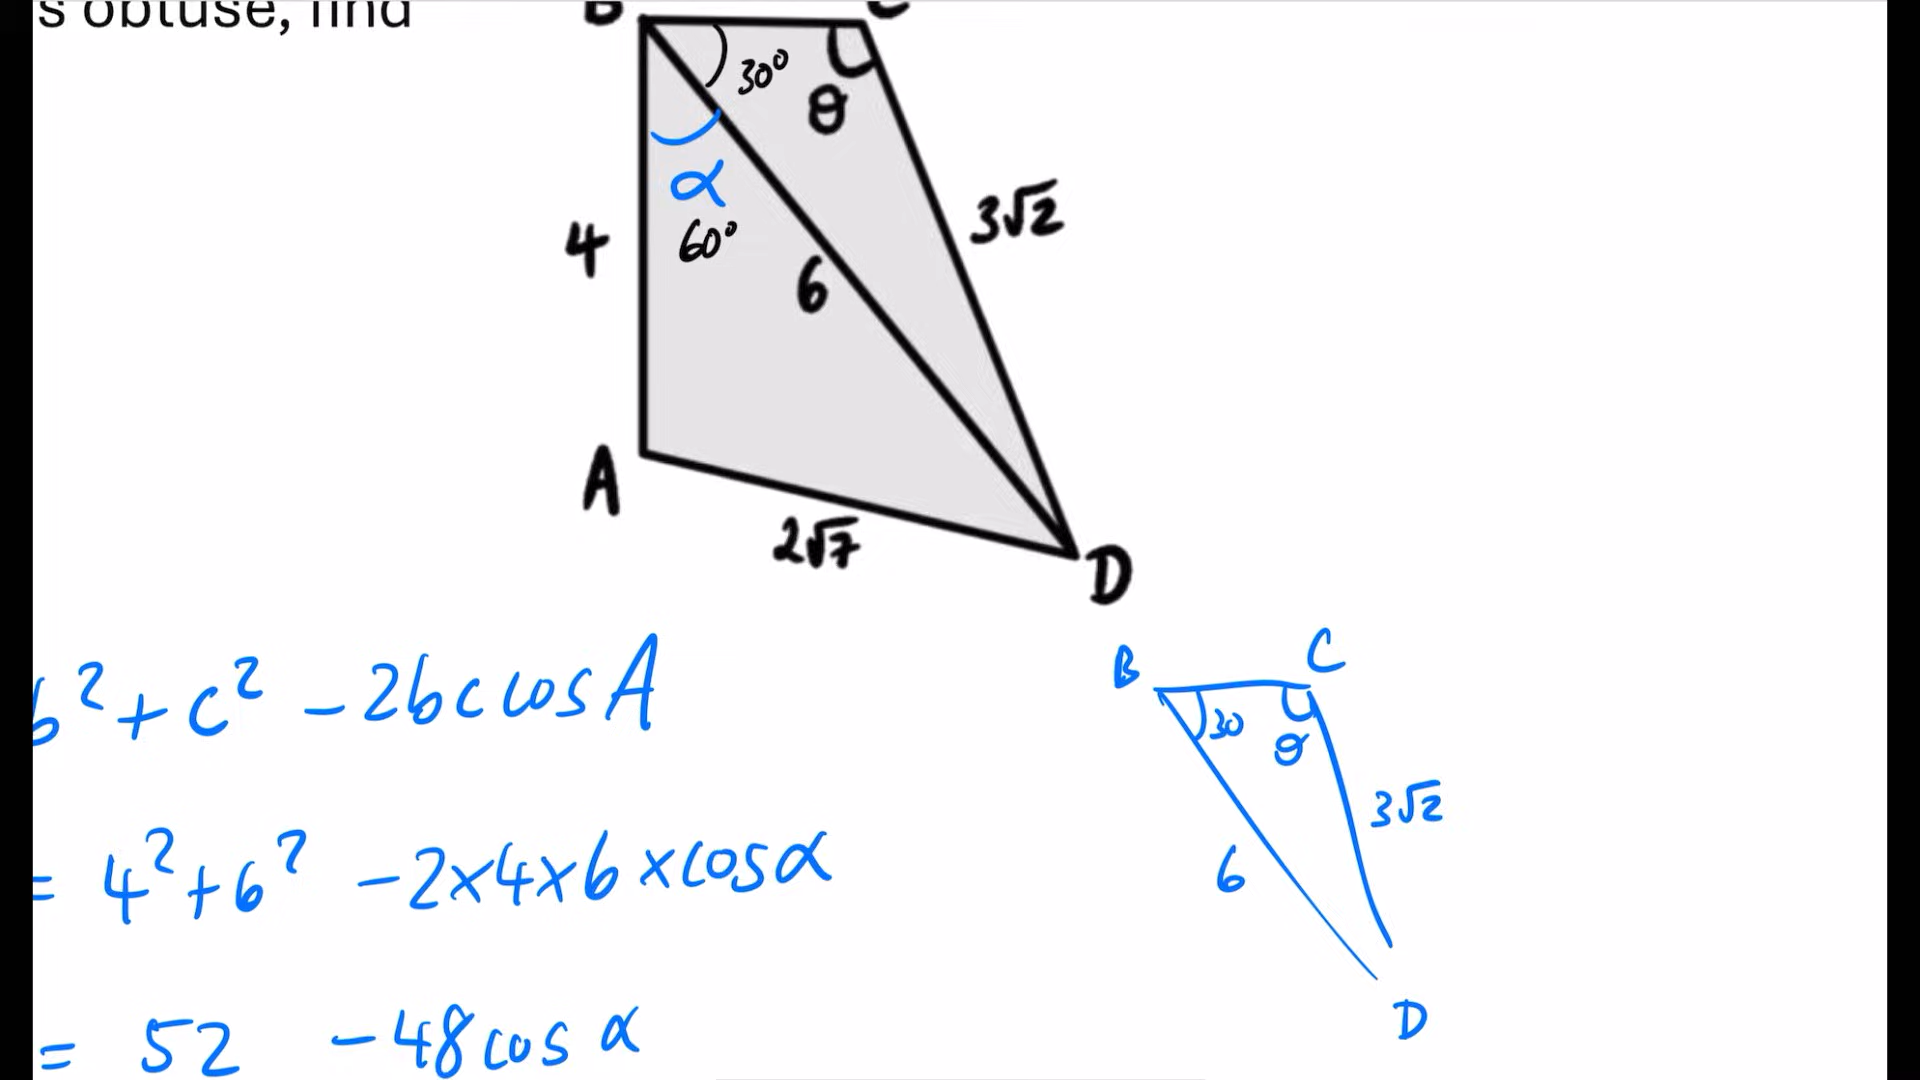 s obtuse, find
B C
30°
θ
α
60°
4
6
3√2
A
2√7
D
b² + c² - 2bc cos A
= 4² + 6² - 2×4×6×cos α
= 52 - 48 cos α
B C
30
θ
3√2
6
D